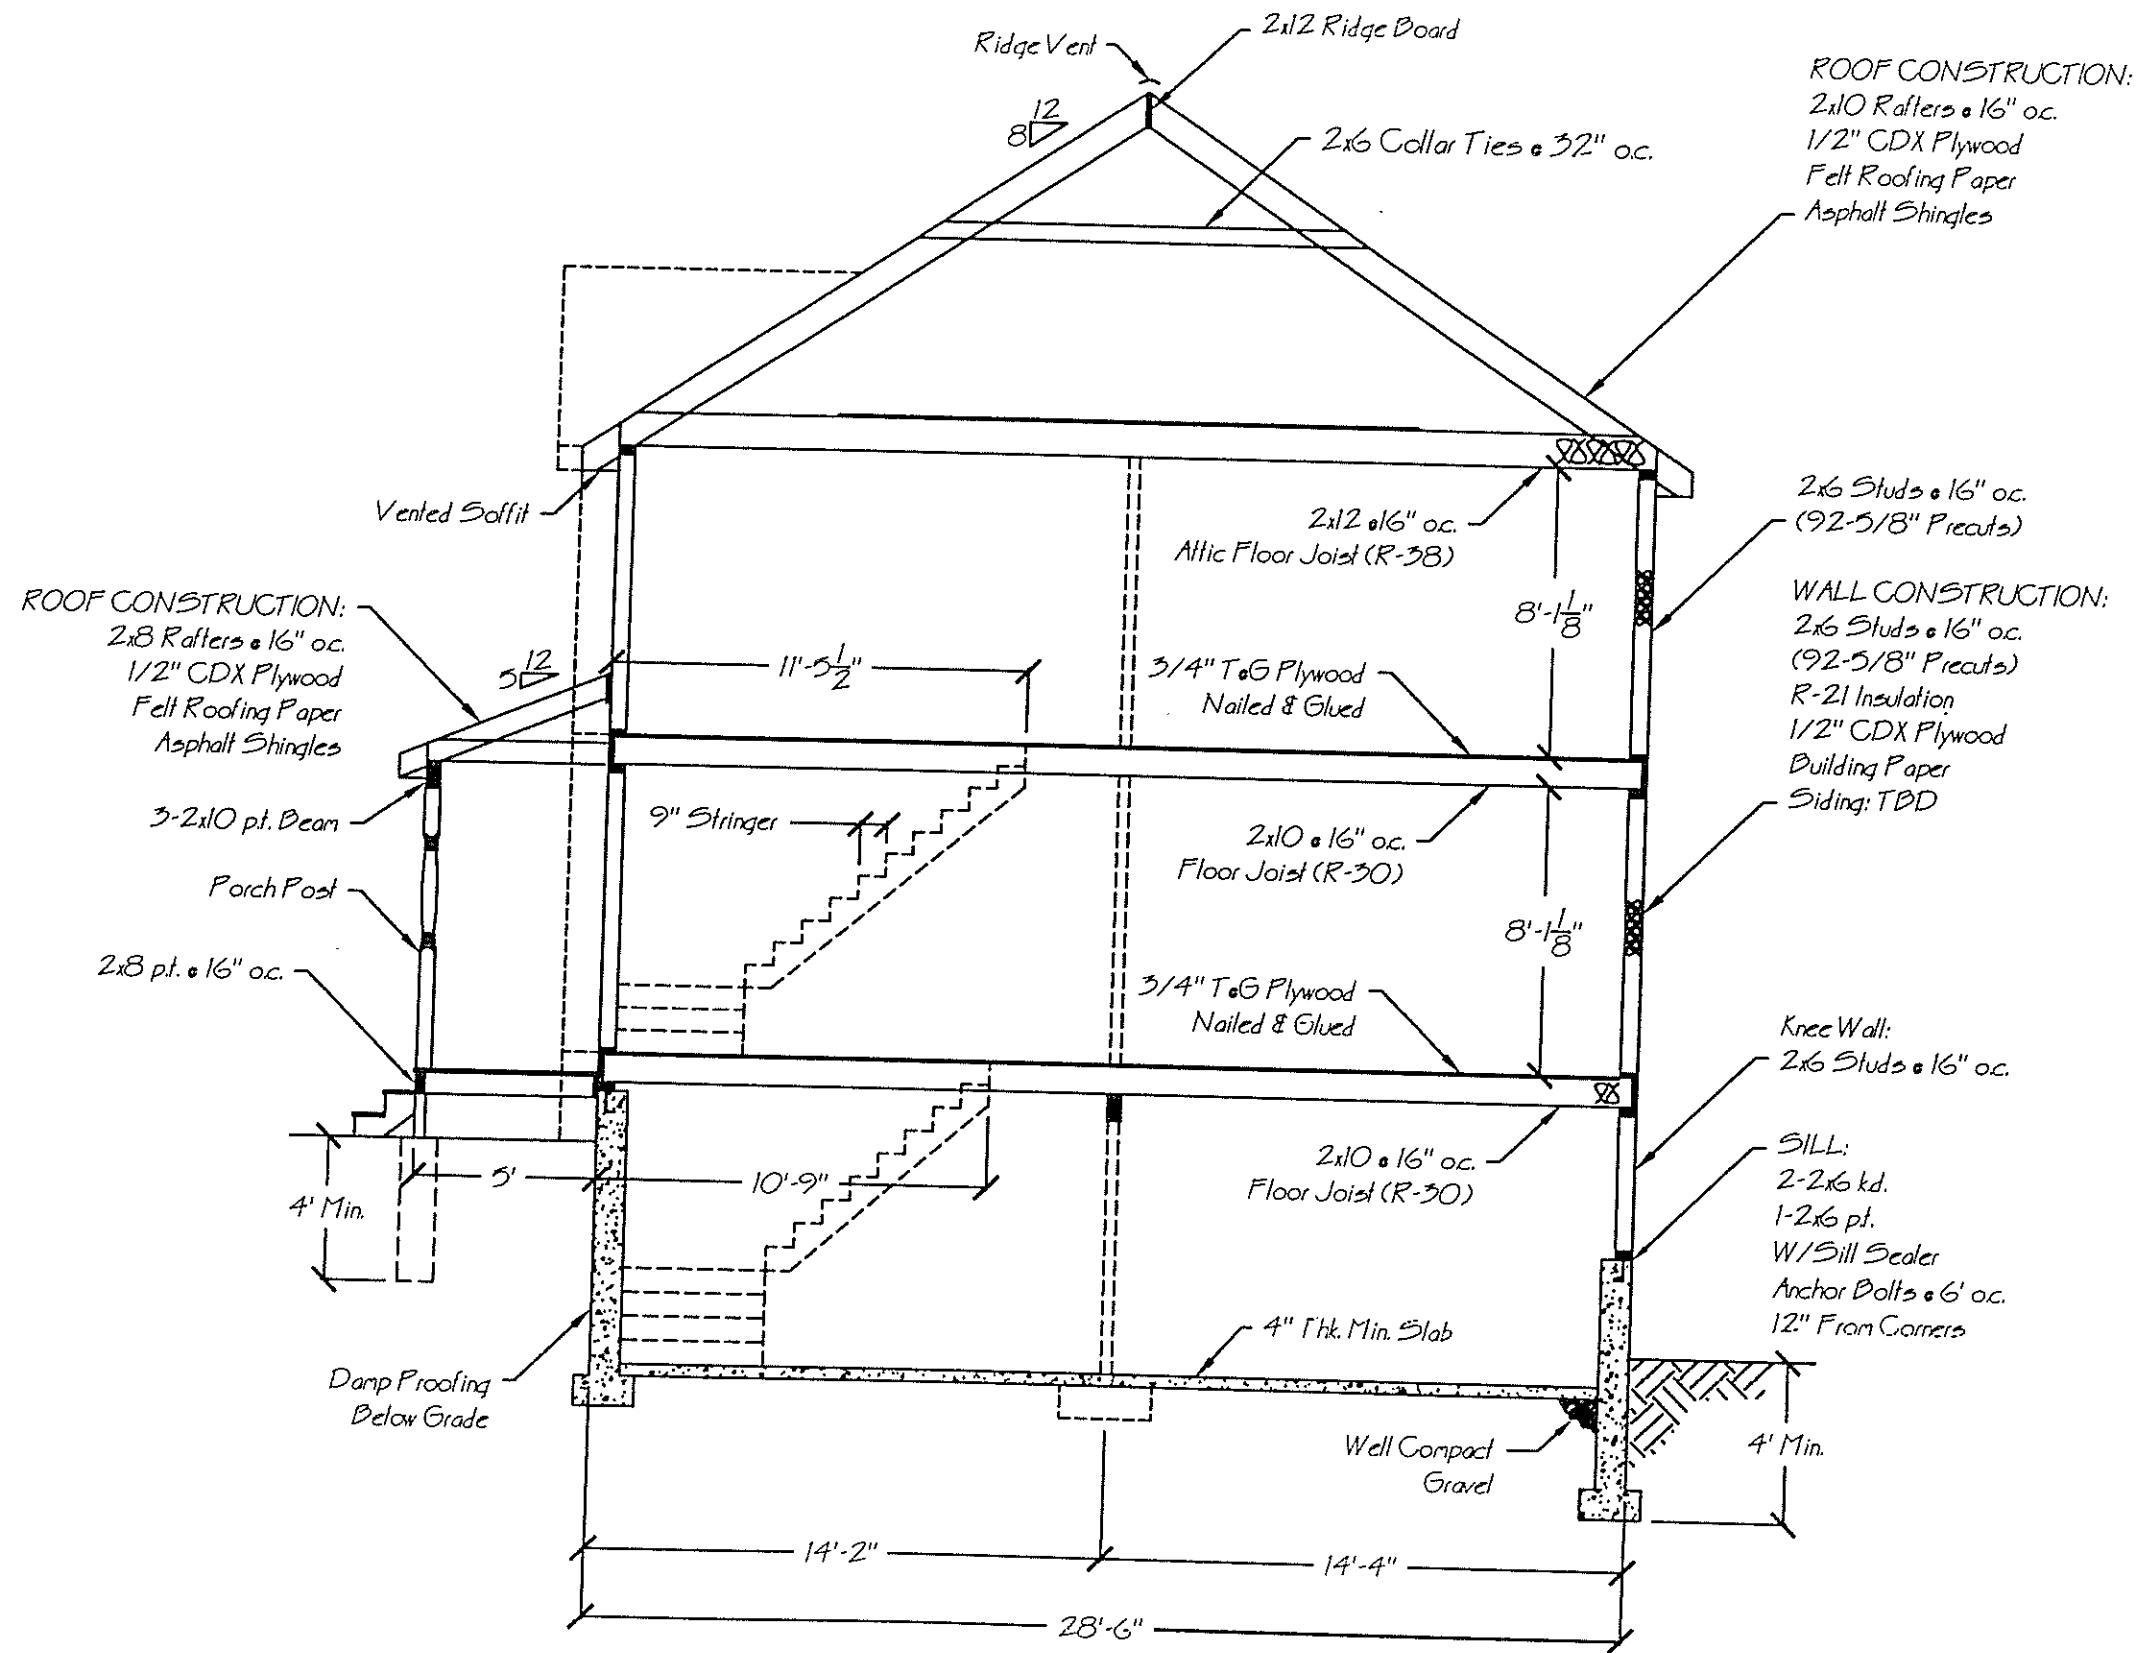 Ridge Vent
2x12 Ridge Board
12
8
2x6 Collar Ties @ 32" o.c.
ROOF CONSTRUCTION:
2x10 Rafters @ 16" o.c.
1/2" CDX Plywood
Felt Roofing Paper
Asphalt Shingles
Vented Soffit
2x12 @16" o.c.
Attic Floor Joist (R-38)
2x6 Studs @ 16" o.c.
(92-5/8" Precuts)
8'-1 1/8"
ROOF CONSTRUCTION:
2x8 Rafters @ 16" o.c.
1/2" CDX Plywood
Felt Roofing Paper
Asphalt Shingles
12
5
11'-5 1/2"
3/4" T&G Plywood
Nailed & Glued
WALL CONSTRUCTION:
2x6 Studs @ 16" o.c.
(92-5/8" Precuts)
R-21 Insulation
1/2" CDX Plywood
Building Paper
Siding: TBD
3-2x10 p.t. Beam
9" Stringer
2x10 @ 16" o.c.
Floor Joist (R-30)
Porch Post
8'-1 1/8"
2x8 p.t. @ 16" o.c.
3/4" T&G Plywood
Nailed & Glued
Knee Wall:
2x6 Studs @ 16" o.c.
5'
10'-9"
4' Min.
2x10 @ 16" o.c.
Floor Joist (R-30)
SILL:
2-2x6 k.d.
1-2x6 p.t.
W/Sill Sealer
Anchor Bolts @ 6' o.c.
12" From Corners
4" Thk. Min. Slab
Damp Proofing
Below Grade
Well Compact
Gravel
4' Min.
14'-2"
14'-4"
28'-6"